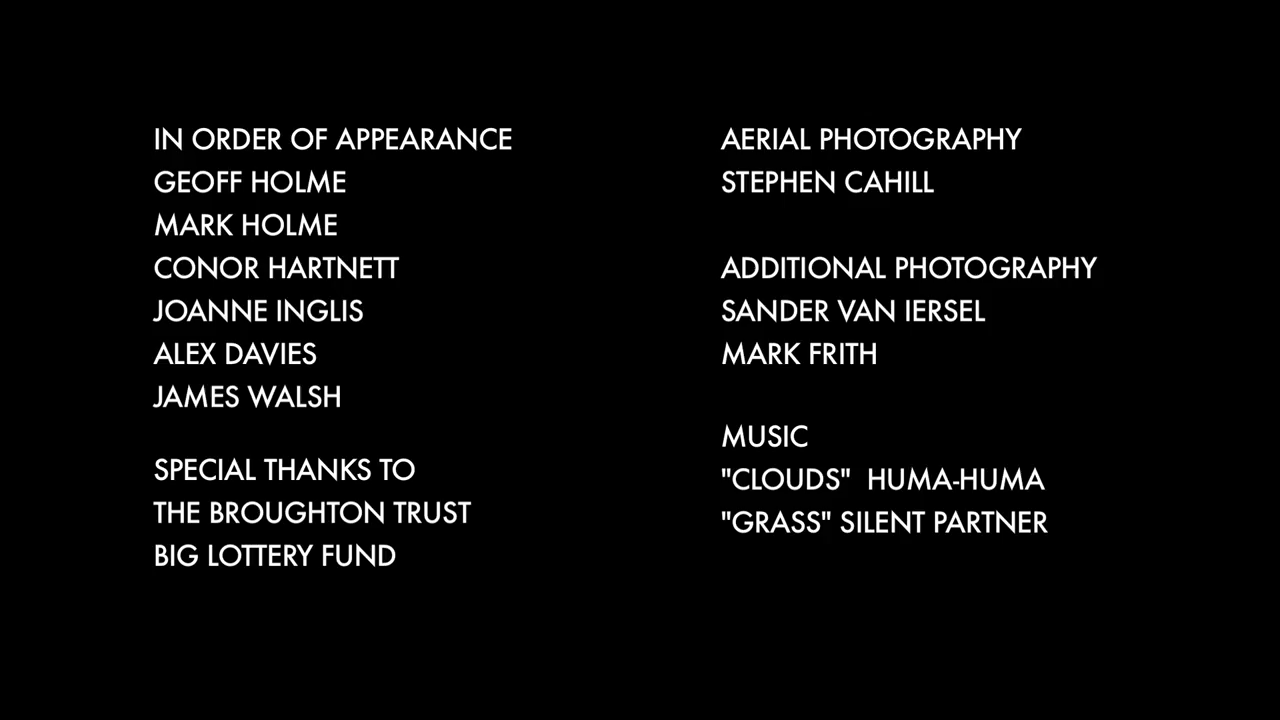 IN ORDER OF APPEARANCE
GEOFF HOLME
MARK HOLME
CONOR HARTNETT
JOANNE INGLIS
ALEX DAVIES
JAMES WALSH
SPECIAL THANKS TO
THE BROUGHTON TRUST
BIG LOTTERY FUND
AERIAL PHOTOGRAPHY
STEPHEN CAHILL
ADDITIONAL PHOTOGRAPHY
SANDER VAN IERSEL
MARK FRITH
MUSIC
"CLOUDS"  HUMA-HUMA
"GRASS" SILENT PARTNER